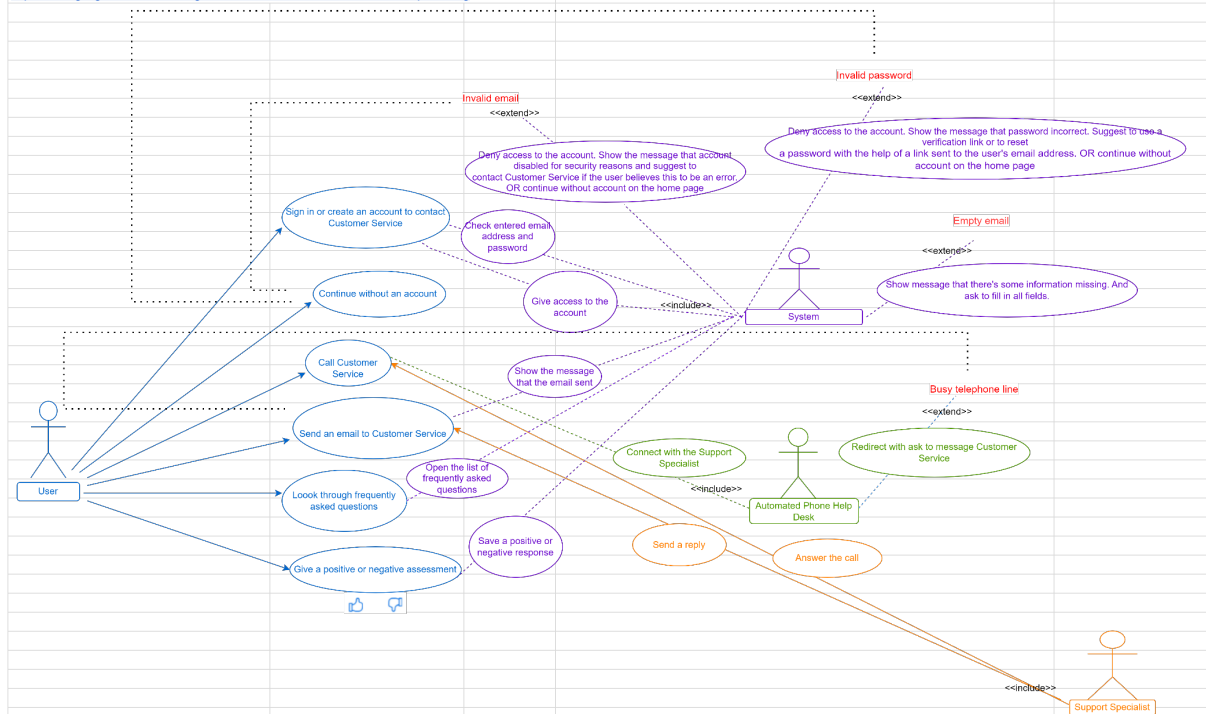 Invalid password
<<extend>>
Invalid email
<<extend>>
Deny access to the account. Show the message that password incorrect. Suggest to use a
verification link or to reset
a password with the help of a link sent to the user's email address. OR continue without
account on the home page
Deny access to the account. Show the message that account
disabled for security reasons and suggest to
contact Customer Service if the user believes this to be an error.
OR continue without account on the home page
Sign in or create an account to contact
Customer Service
Check entered email
address and
password
Empty email
<<extend>>
Continue without an account
Give access to the
account
<<include>>
System
Show message that there's some information missing. And
ask to fill in all fields.
Call Customer
Service
Show the message
that the email sent
Busy telephone line
<<extend>>
Send an email to Customer Service
Connect with the Support
Specialist
Redirect with ask to message Customer
Service
User
Open the list of
frequently asked
questions
Loook through frequently
asked questions
<<include>>
Automated Phone Help
Desk
Save a positive or
negative response
Send a reply
Answer the call
Give a positive or negative assessment
<<include>>
Support Specialist